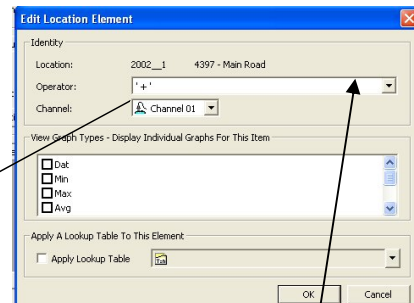 Edit Location Element
Identity
Location: 2002__1 4397 - Main Road
Operator: '+'
Channel: Channel 01
View Graph Types - Display Individual Graphs For This Item
Dat
Min
Max
Avg
Apply A Lookup Table To This Element
Apply Lookup Table
OK Cancel